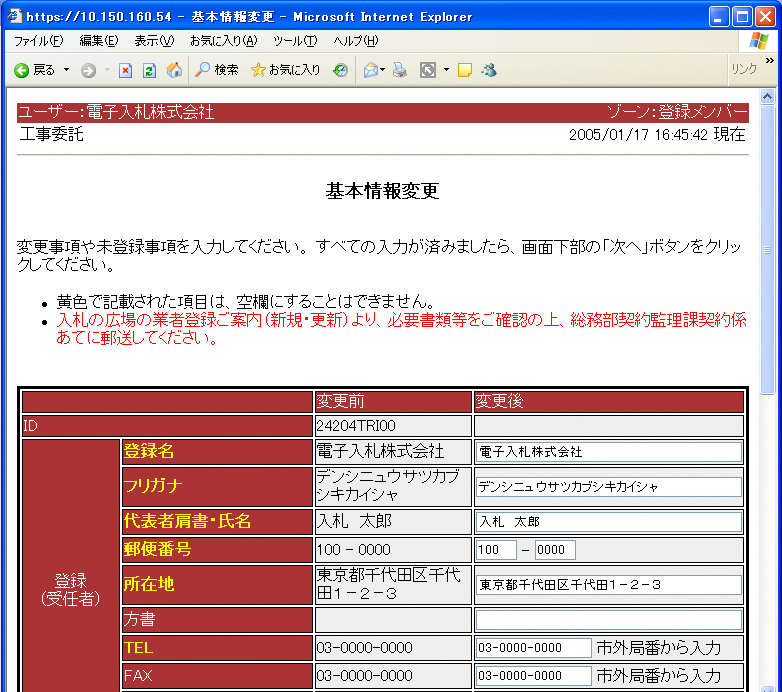 https://10.150.160.54 - 基本情報変更 - Microsoft Internet Explorer
ファイル(F) 編集(E) 表示(V) お気に入り(A) ツール(T) ヘルプ(H)
戻る 検索 お気に入り リンク
ユーザー:電子入札株式会社 ゾーン:登録メンバー
工事委託 2005/01/17 16:45:42 現在
基本情報変更
変更事項や未登録事項を入力してください。すべての入力が済みましたら、画面下部の「次へ」ボタンをクリッ
クしてください。
• 黄色で記載された項目は、空欄にすることはできません。
• 入札の広場の業者登録ご案内(新規・更新)より、必要書類等をご確認の上、総務部契約監理課契約係
あてに郵送してください。
変更前 変更後
ID 24204TRI00
登録名 電子入札株式会社 電子入札株式会社
フリガナ デンシニュウサツカブ デンシニュウサツカブシキカイシャ
シキカイシャ
代表者肩書・氏名 入札 太郎 入札 太郎
郵便番号 100 - 0000 100 - 0000
登録
(受任者)
所在地 東京都千代田区千代 東京都千代田区千代田1-2-3
田1-2-3
方書
TEL 03-0000-0000 03-0000-0000 市外局番から入力
FAX 03-0000-0000 03-0000-0000 市外局番から入力